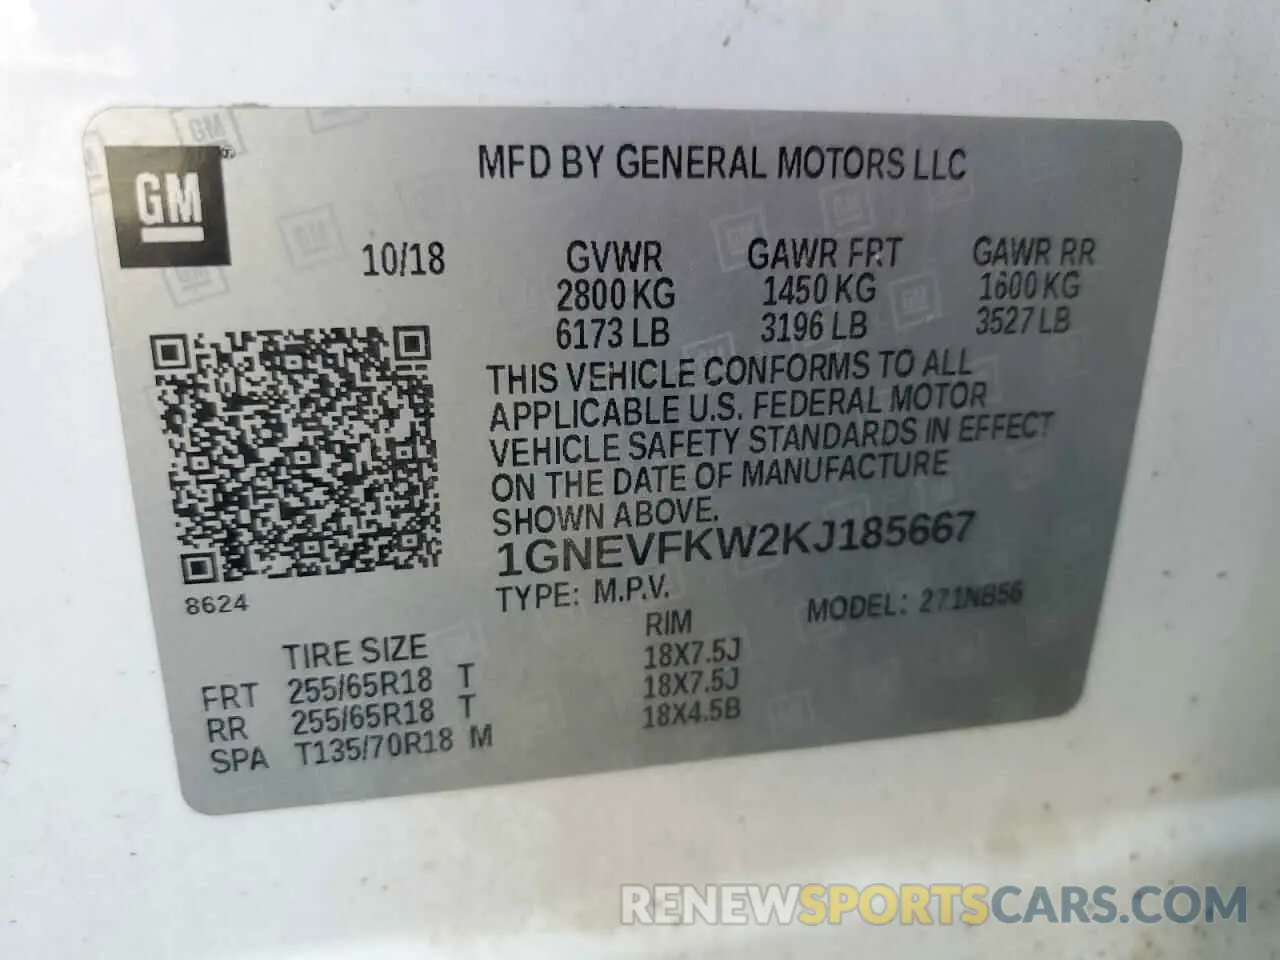 GM
MFD BY GENERAL MOTORS LLC
10/18 GVWR GAWR FRT GAWR RR
2800 KG 1450 KG 1600 KG
6173 LB 3196 LB 3527 LB
THIS VEHICLE CONFORMS TO ALL
APPLICABLE U.S. FEDERAL MOTOR
VEHICLE SAFETY STANDARDS IN EFFECT
ON THE DATE OF MANUFACTURE
SHOWN ABOVE.
1GNEVFKW2KJ185667
8624 TYPE: M.P.V. MODEL: 271NB56
TIRE SIZE RIM
FRT 255/65R18 T 18X7.5J
RR 255/65R18 T 18X7.5J
SPA T135/70R18 M 18X4.5B
RENEWSPORTSCARS.COM